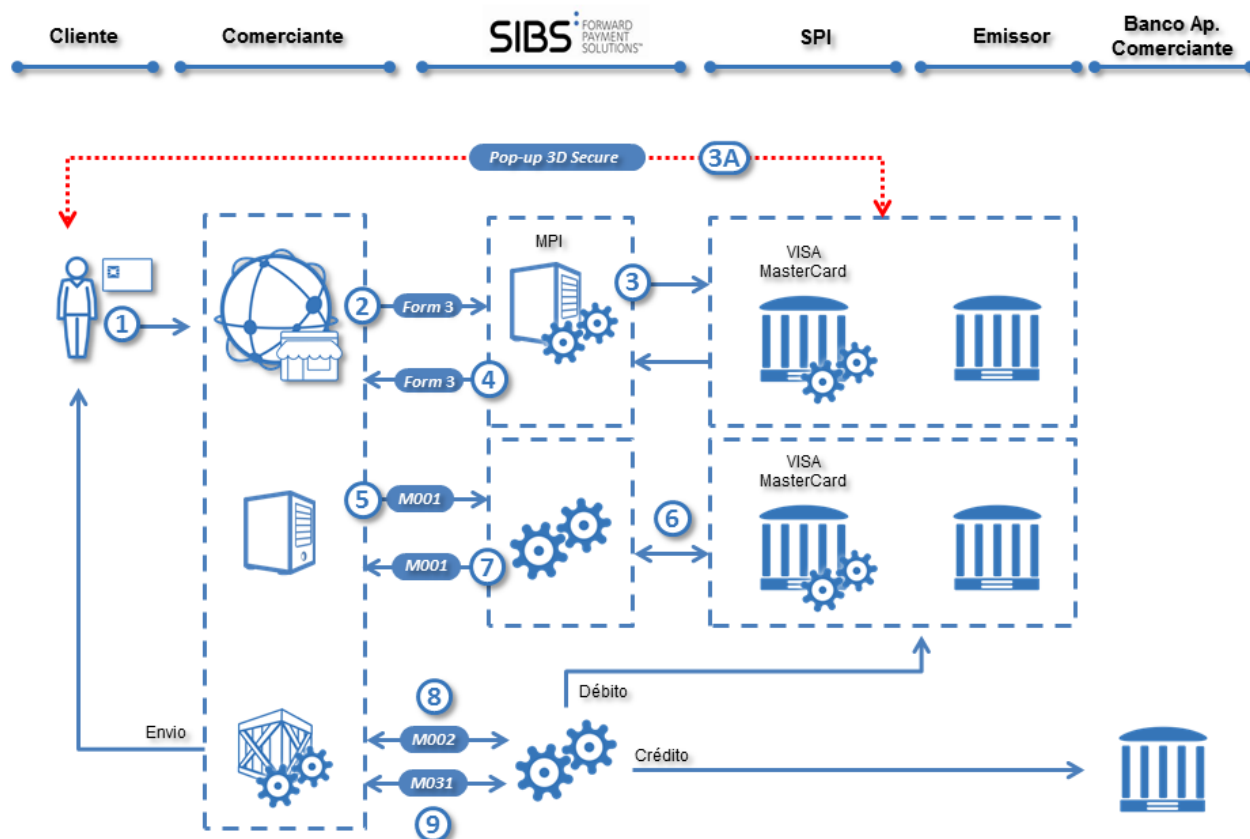 Cliente
Comerciante
SIBS FORWARD
PAYMENT
SOLUTIONS™
SPI
Emissor
Banco Ap.
Comerciante
Pop-up 3D Secure
3A
MPI
VISA
MasterCard
1
2
Form 3
3
Form 3
4
VISA
MasterCard
5
M001
6
M001
7
8
Débito
Envio
M002
Crédito
M031
9